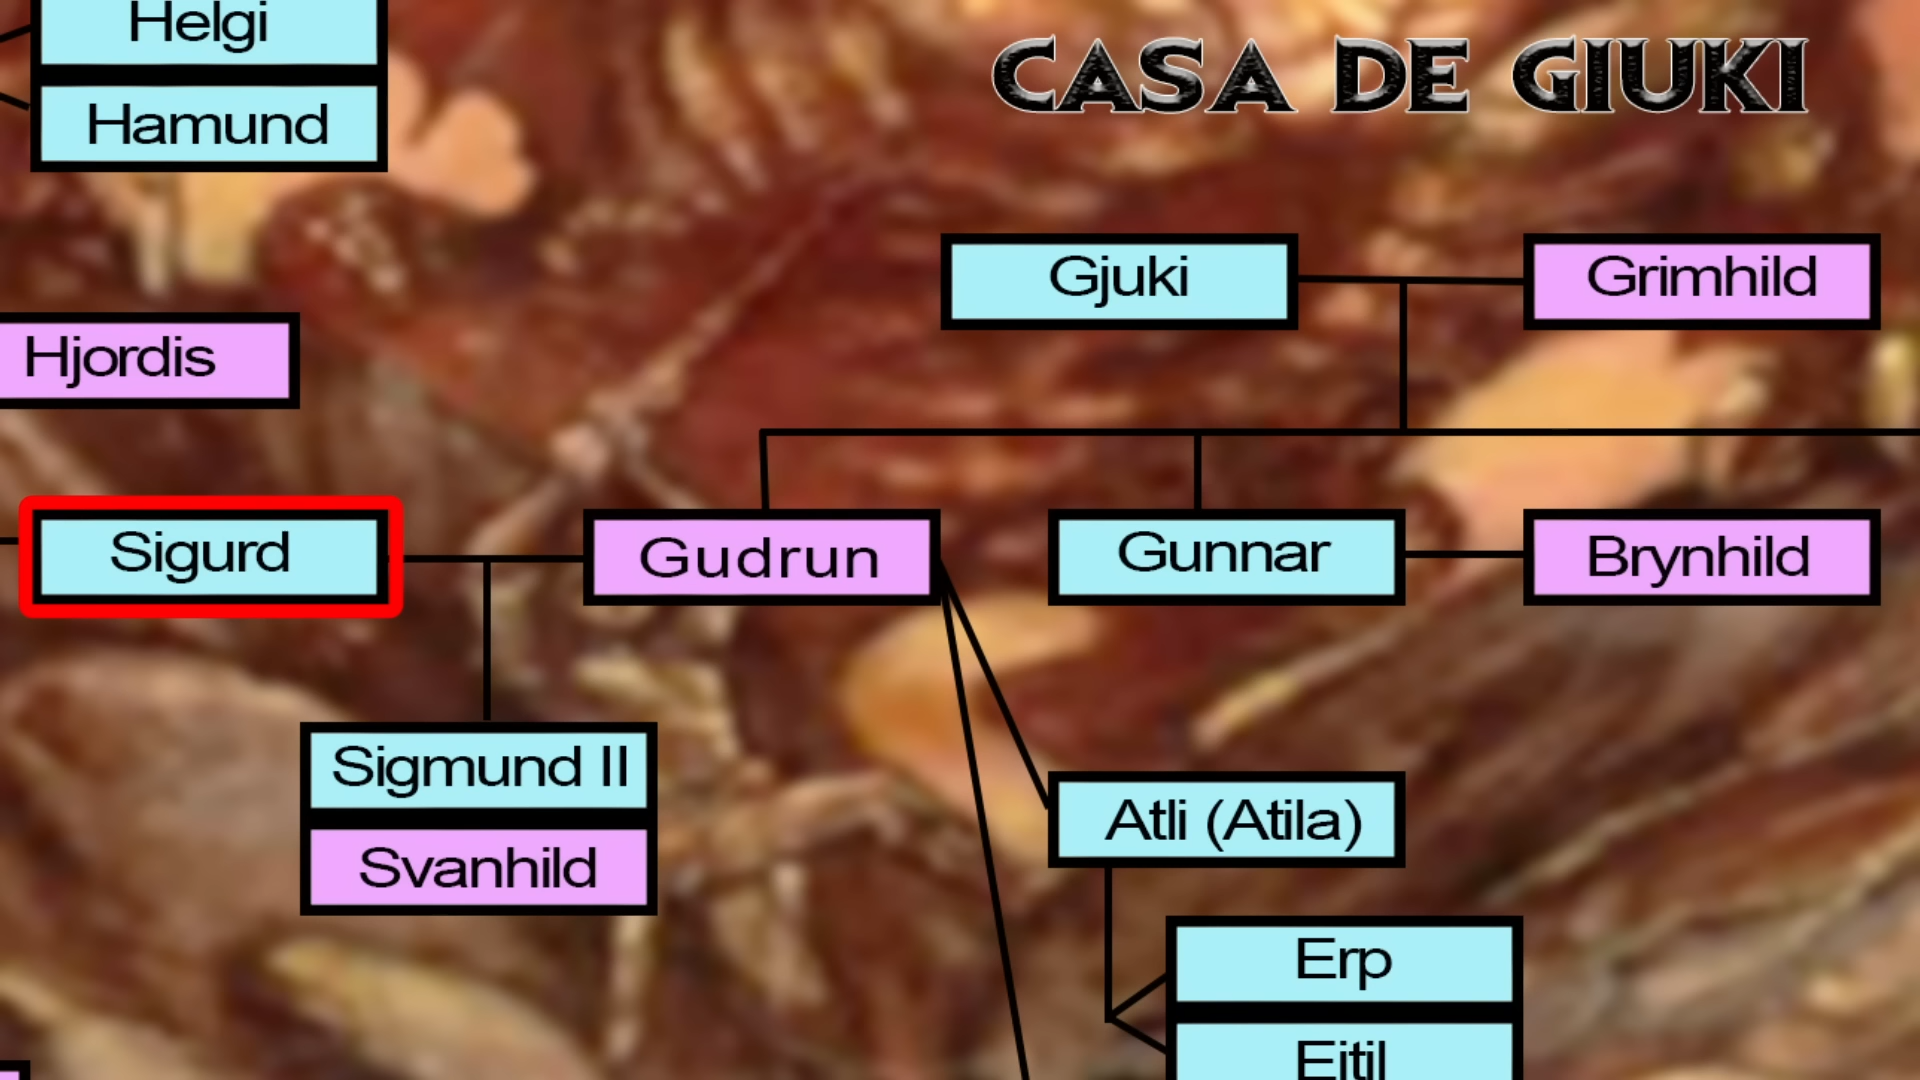 Helgi
Hamund
CASA DE GIUKI
Gjuki
Grimhild
Hjordis
Sigurd
Gudrun
Gunnar
Brynhild
Sigmund II
Svanhild
Atli (Atila)
Erp
Eitil